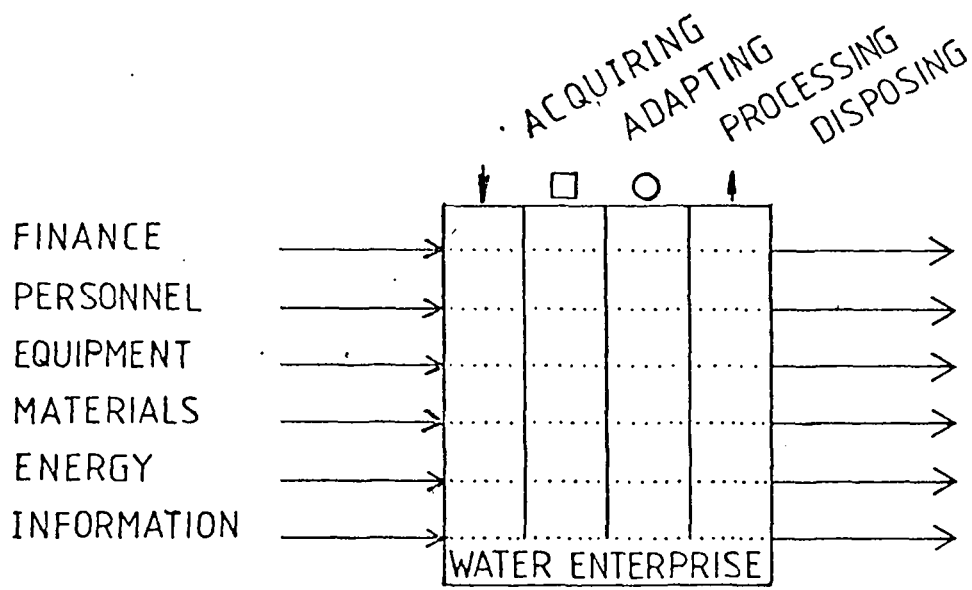 ACQUIRING
ADAPTING
PROCESSING
DISPOSING
FINANCE
PERSONNEL
EQUIPMENT
MATERIALS
ENERGY
INFORMATION
WATER ENTERPRISE